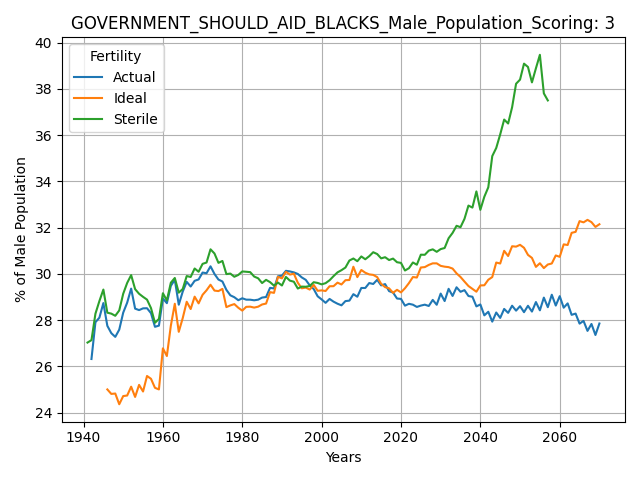 GOVERNMENT_SHOULD_AID_BLACKS_Male_Population_Scoring: 3
Fertility
Actual
Ideal
Sterile
% of Male Population
40
38
36
34
32
30
28
26
24
1940 1960 1980 2000 2020 2040 2060
Years